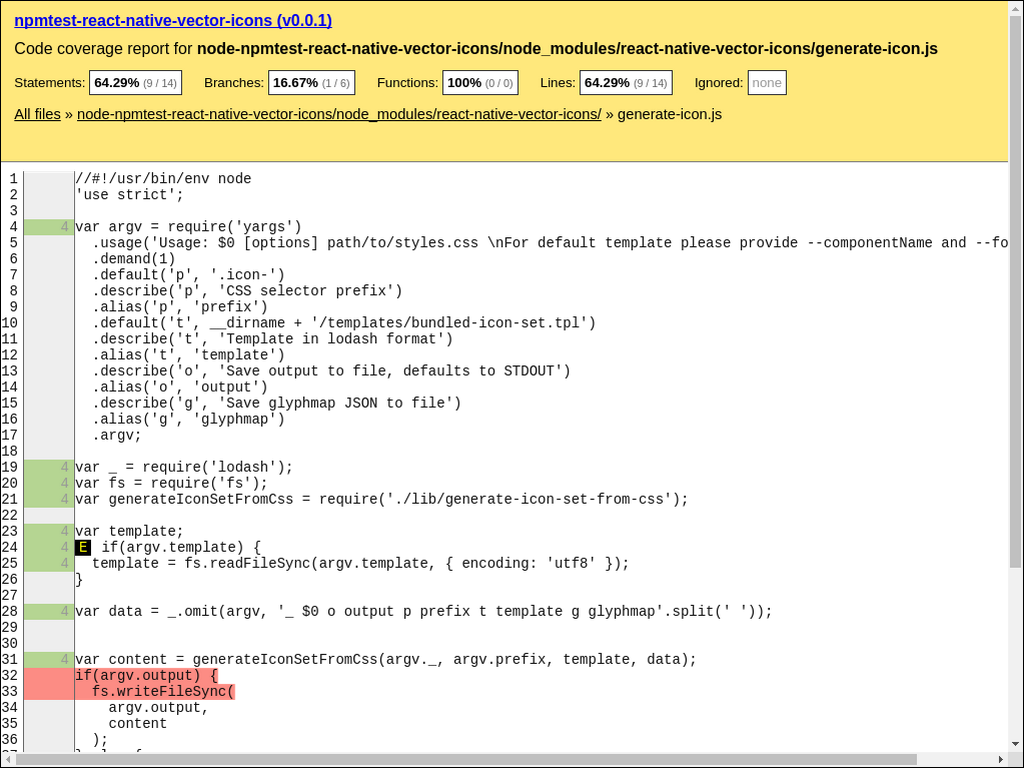 npmtest-react-native-vector-icons (v0.0.1)
Code coverage report for node-npmtest-react-native-vector-icons/node_modules/react-native-vector-icons/generate-icon.js
Statements: 64.29% (9 / 14) Branches: 16.67% (1 / 6) Functions: 100% (0 / 0) Lines: 64.29% (9 / 14) Ignored: none
All files » node-npmtest-react-native-vector-icons/node_modules/react-native-vector-icons/ » generate-icon.js
1 //#!/usr/bin/env node
2 'use strict';
3
4 4 var argv = require('yargs')
5 .usage('Usage: $0 [options] path/to/styles.css \nFor default template please provide --componentName and --fo
6 .demand(1)
7 .default('p', '.icon-')
8 .describe('p', 'CSS selector prefix')
9 .alias('p', 'prefix')
10 .default('t', __dirname + '/templates/bundled-icon-set.tpl')
11 .describe('t', 'Template in lodash format')
12 .alias('t', 'template')
13 .describe('o', 'Save output to file, defaults to STDOUT')
14 .alias('o', 'output')
15 .describe('g', 'Save glyphmap JSON to file')
16 .alias('g', 'glyphmap')
17 .argv;
18
19 4 var _ = require('lodash');
20 4 var fs = require('fs');
21 4 var generateIconSetFromCss = require('./lib/generate-icon-set-from-css');
22
23 4 var template;
24 4 E if(argv.template) {
25 4 template = fs.readFileSync(argv.template, { encoding: 'utf8' });
26 }
27
28 4 var data = _.omit(argv, '_ $0 o output p prefix t template g glyphmap'.split(' '));
29
30
31 4 var content = generateIconSetFromCss(argv._, argv.prefix, template, data);
32 if(argv.output) {
33 fs.writeFileSync(
34 argv.output,
35 content
36 );